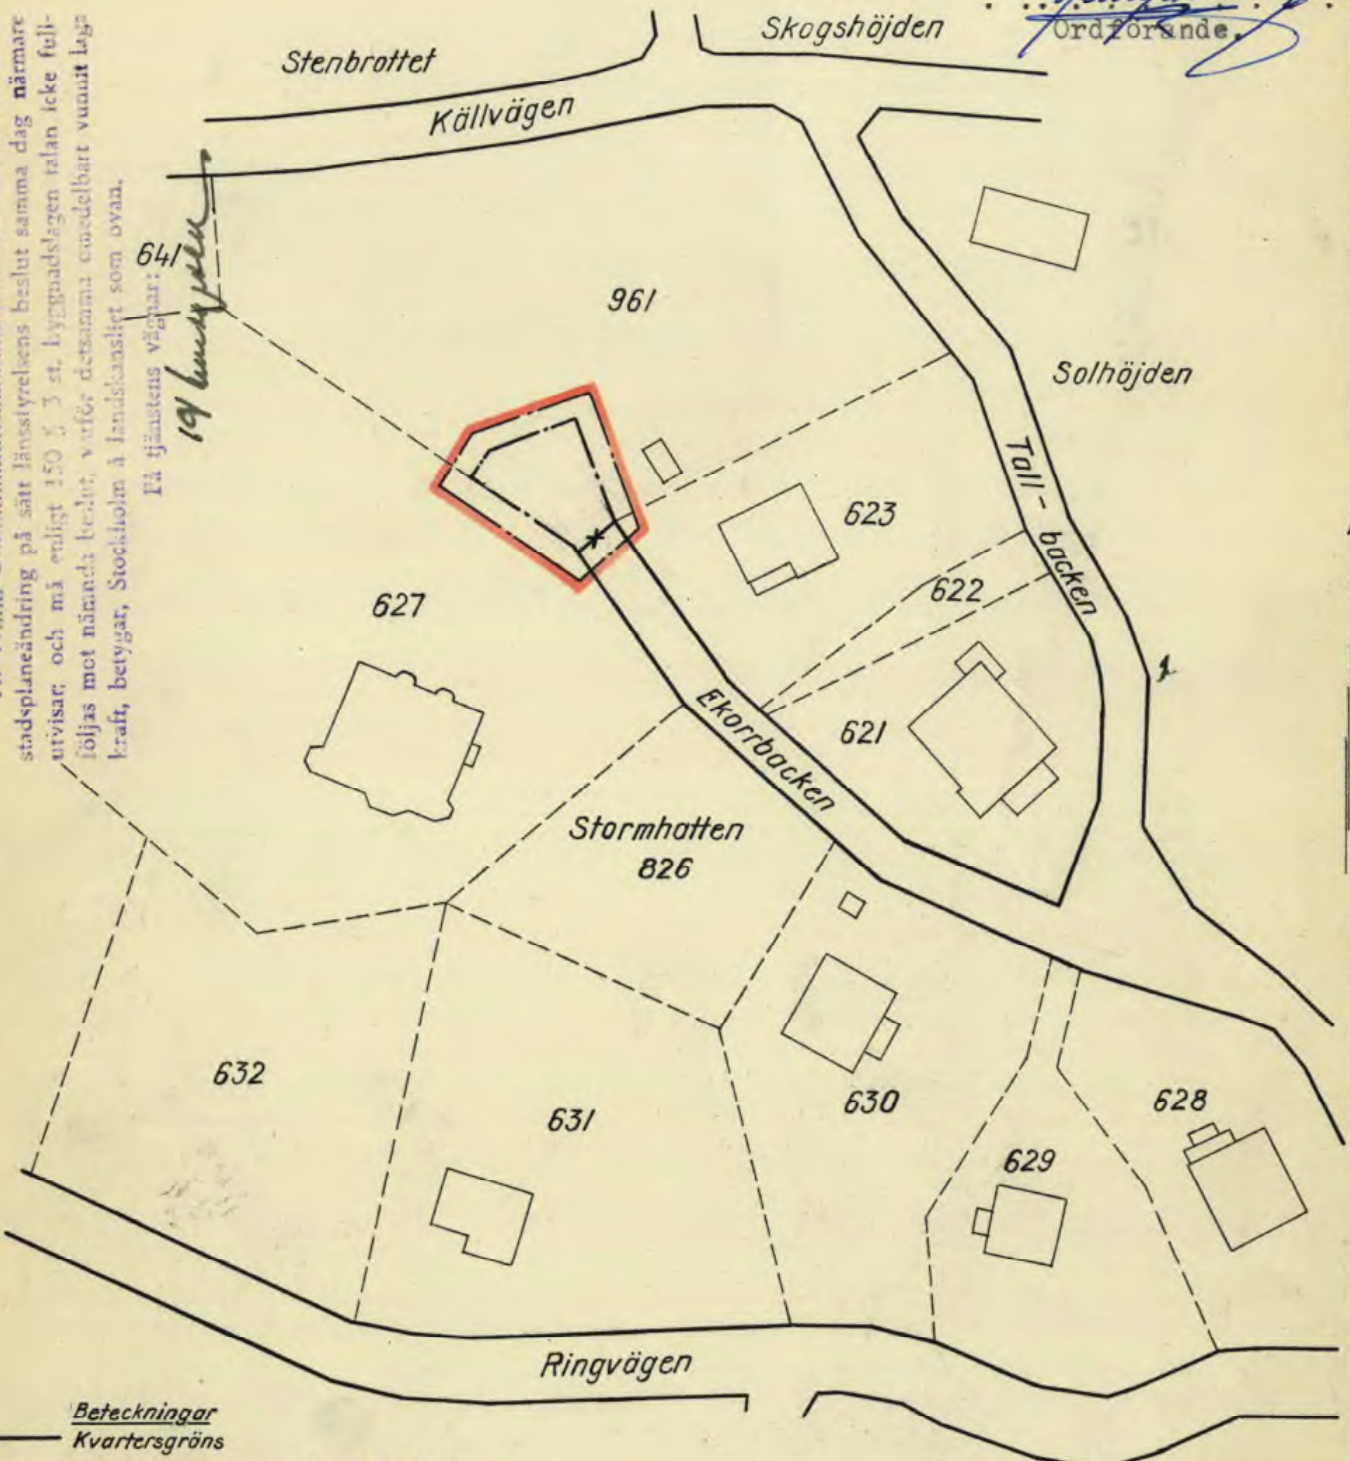 Ordförande.
Skogshöjden
Stenbrottet
Källvägen
stadsplaneändring på sätt länsstyrelsens beslut samma dag närmare
utvisar; och må enligt 150 § 3 st. byggnadslagen talan icke full-
följas mot nämnda beslut, varför detsamma omedelbart vunnit laga
kraft, betygar, Stockholm å landskansliet som ovan.
På tjänstens vägnar:
641
961
Solhöjden
Tall-
backen
623
622
627
621
Ekorrbacken
Stormhatten
826
632
631
630
628
629
Ringvägen
Beteckningar
Kvartersgräns